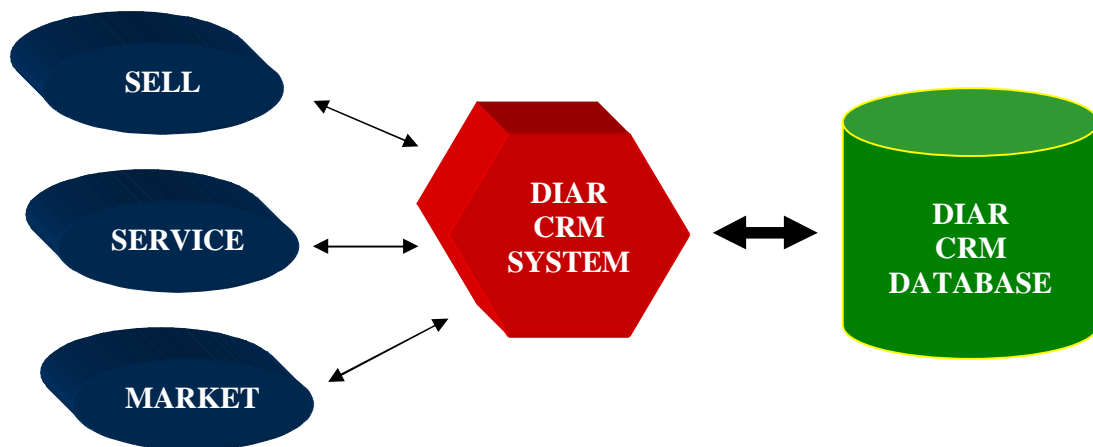 SELL
SERVICE
MARKET
DIAR
CRM
SYSTEM
DIAR
CRM
DATABASE